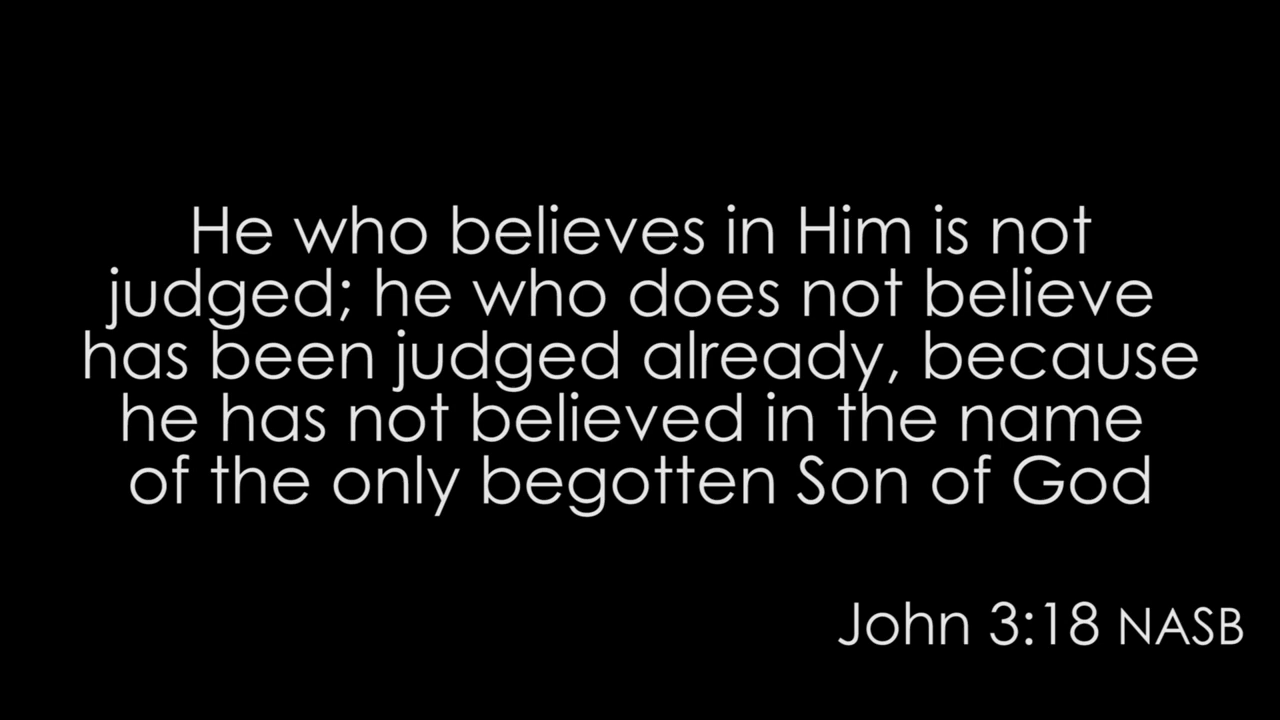 He who believes in Him is not
judged; he who does not believe
has been judged already, because
he has not believed in the name
of the only begotten Son of God
John 3:18 NASB